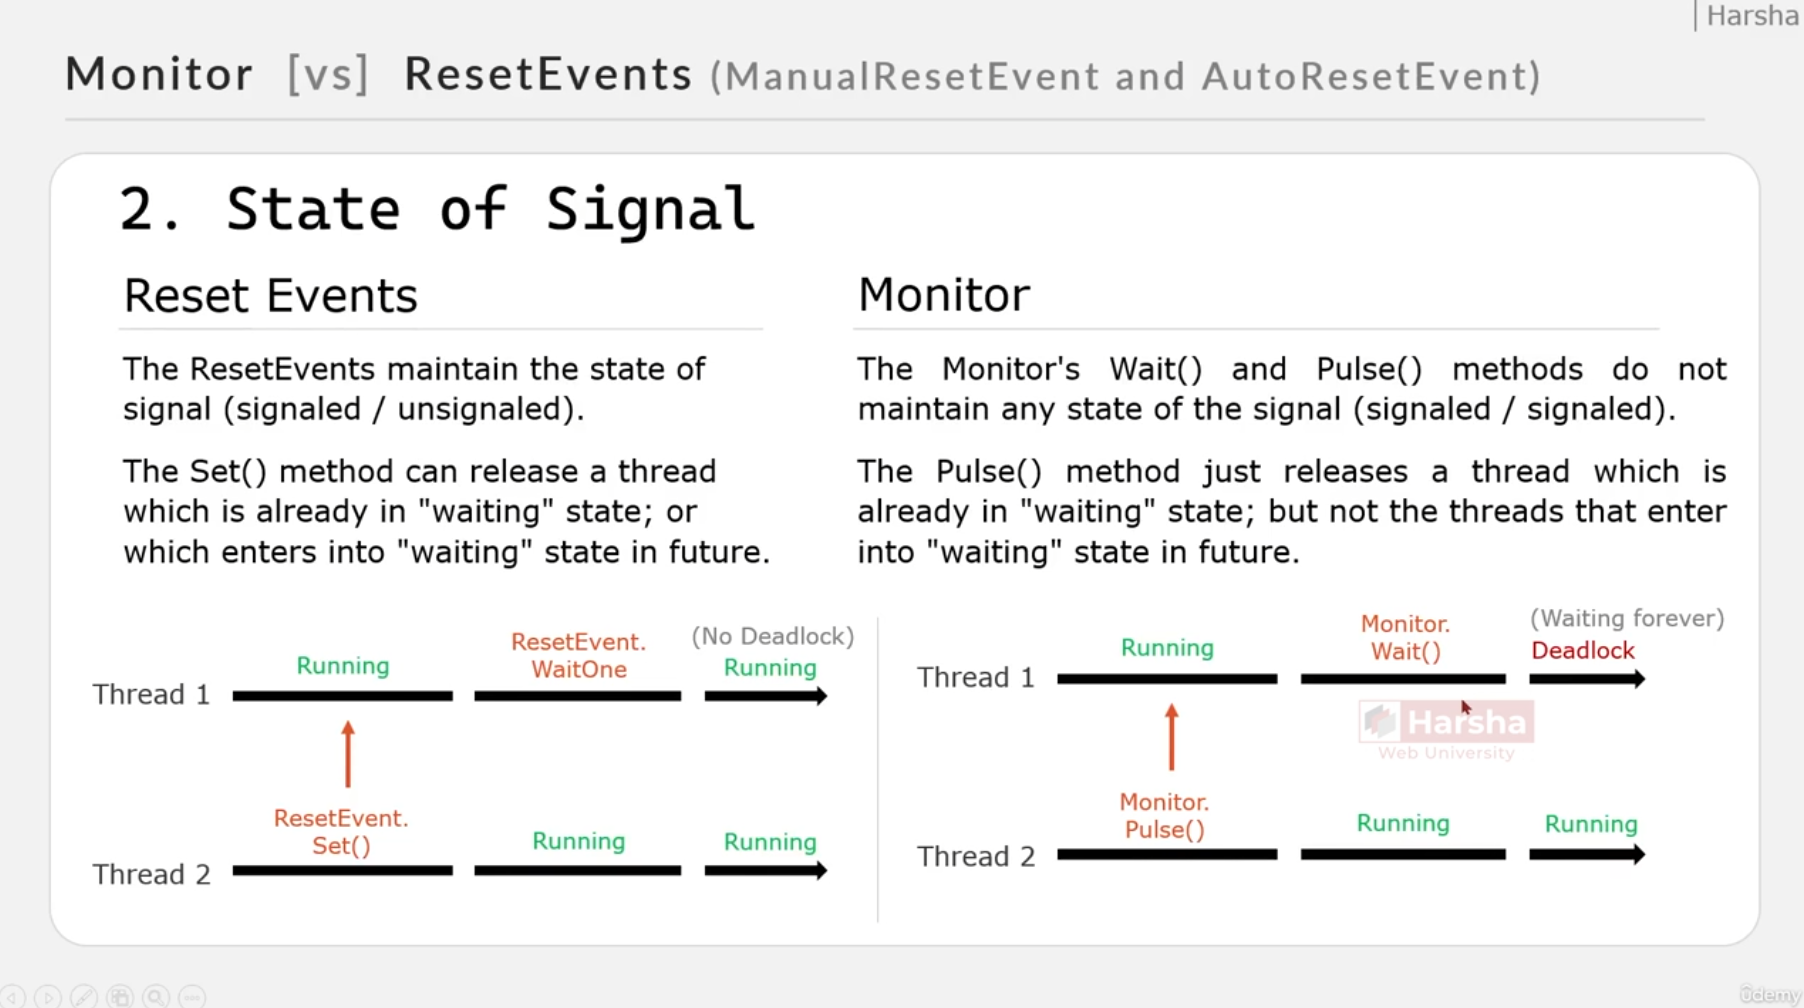 Harsha
Monitor [vs] ResetEvents (ManualResetEvent and AutoResetEvent)
2. State of Signal
Reset Events
The ResetEvents maintain the state of
signal (signaled / unsignaled).
The Set() method can release a thread
which is already in "waiting" state; or
which enters into "waiting" state in future.
Thread 1
Running
ResetEvent.
WaitOne
(No Deadlock)
Running
ResetEvent.
Set()
Thread 2
Running
Running
Monitor
The Monitor's Wait() and Pulse() methods do not
maintain any state of the signal (signaled / signaled).
The Pulse() method just releases a thread which is
already in "waiting" state; but not the threads that enter
into "waiting" state in future.
Thread 1
Running
Monitor.
Wait()
(Waiting forever)
Deadlock
Harsha
Web University
Monitor.
Pulse()
Thread 2
Running
Running
ûdemy